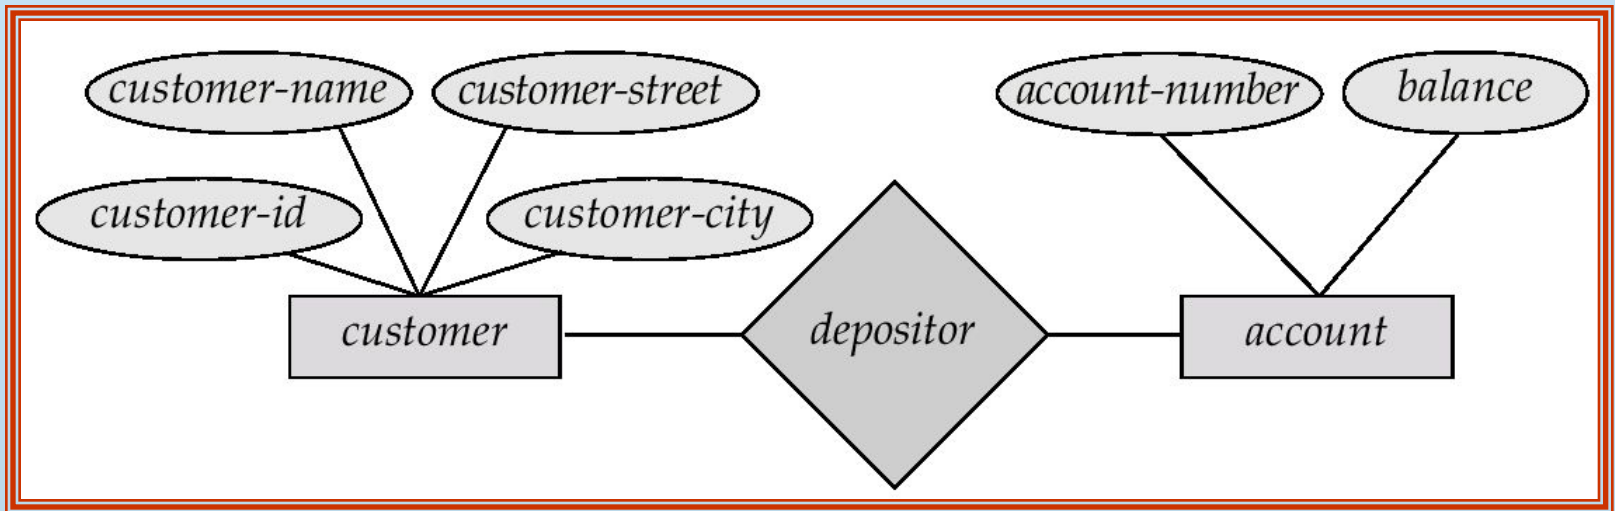 customer-name
customer-street
account-number
balance
customer-id
customer-city
customer
depositor
account